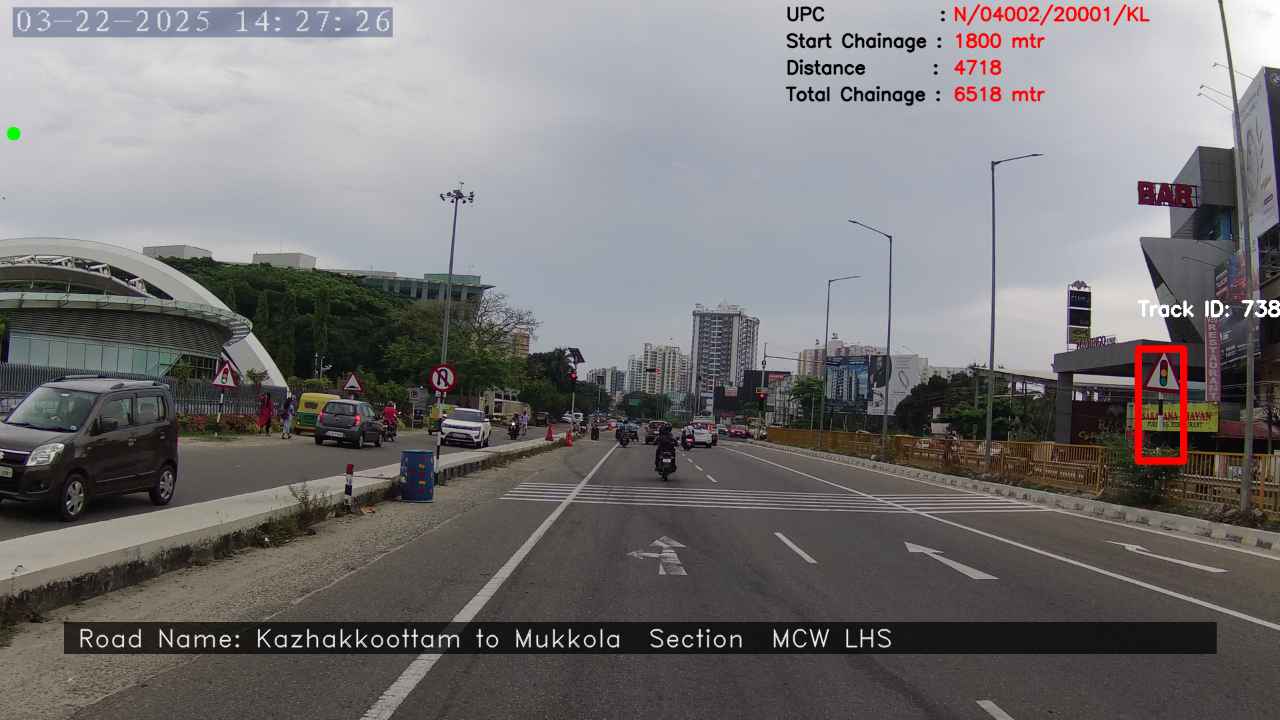 03-22-2025 14:27:26
UPC : N/04002/20001/KL
Start Chainage : 1800 mtr
Distance : 4718
Total Chainage : 6518 mtr
BAR
Track ID: 738
RESTAURANT
Road Name: Kazhakkoottam to Mukkola Section MCW LHS